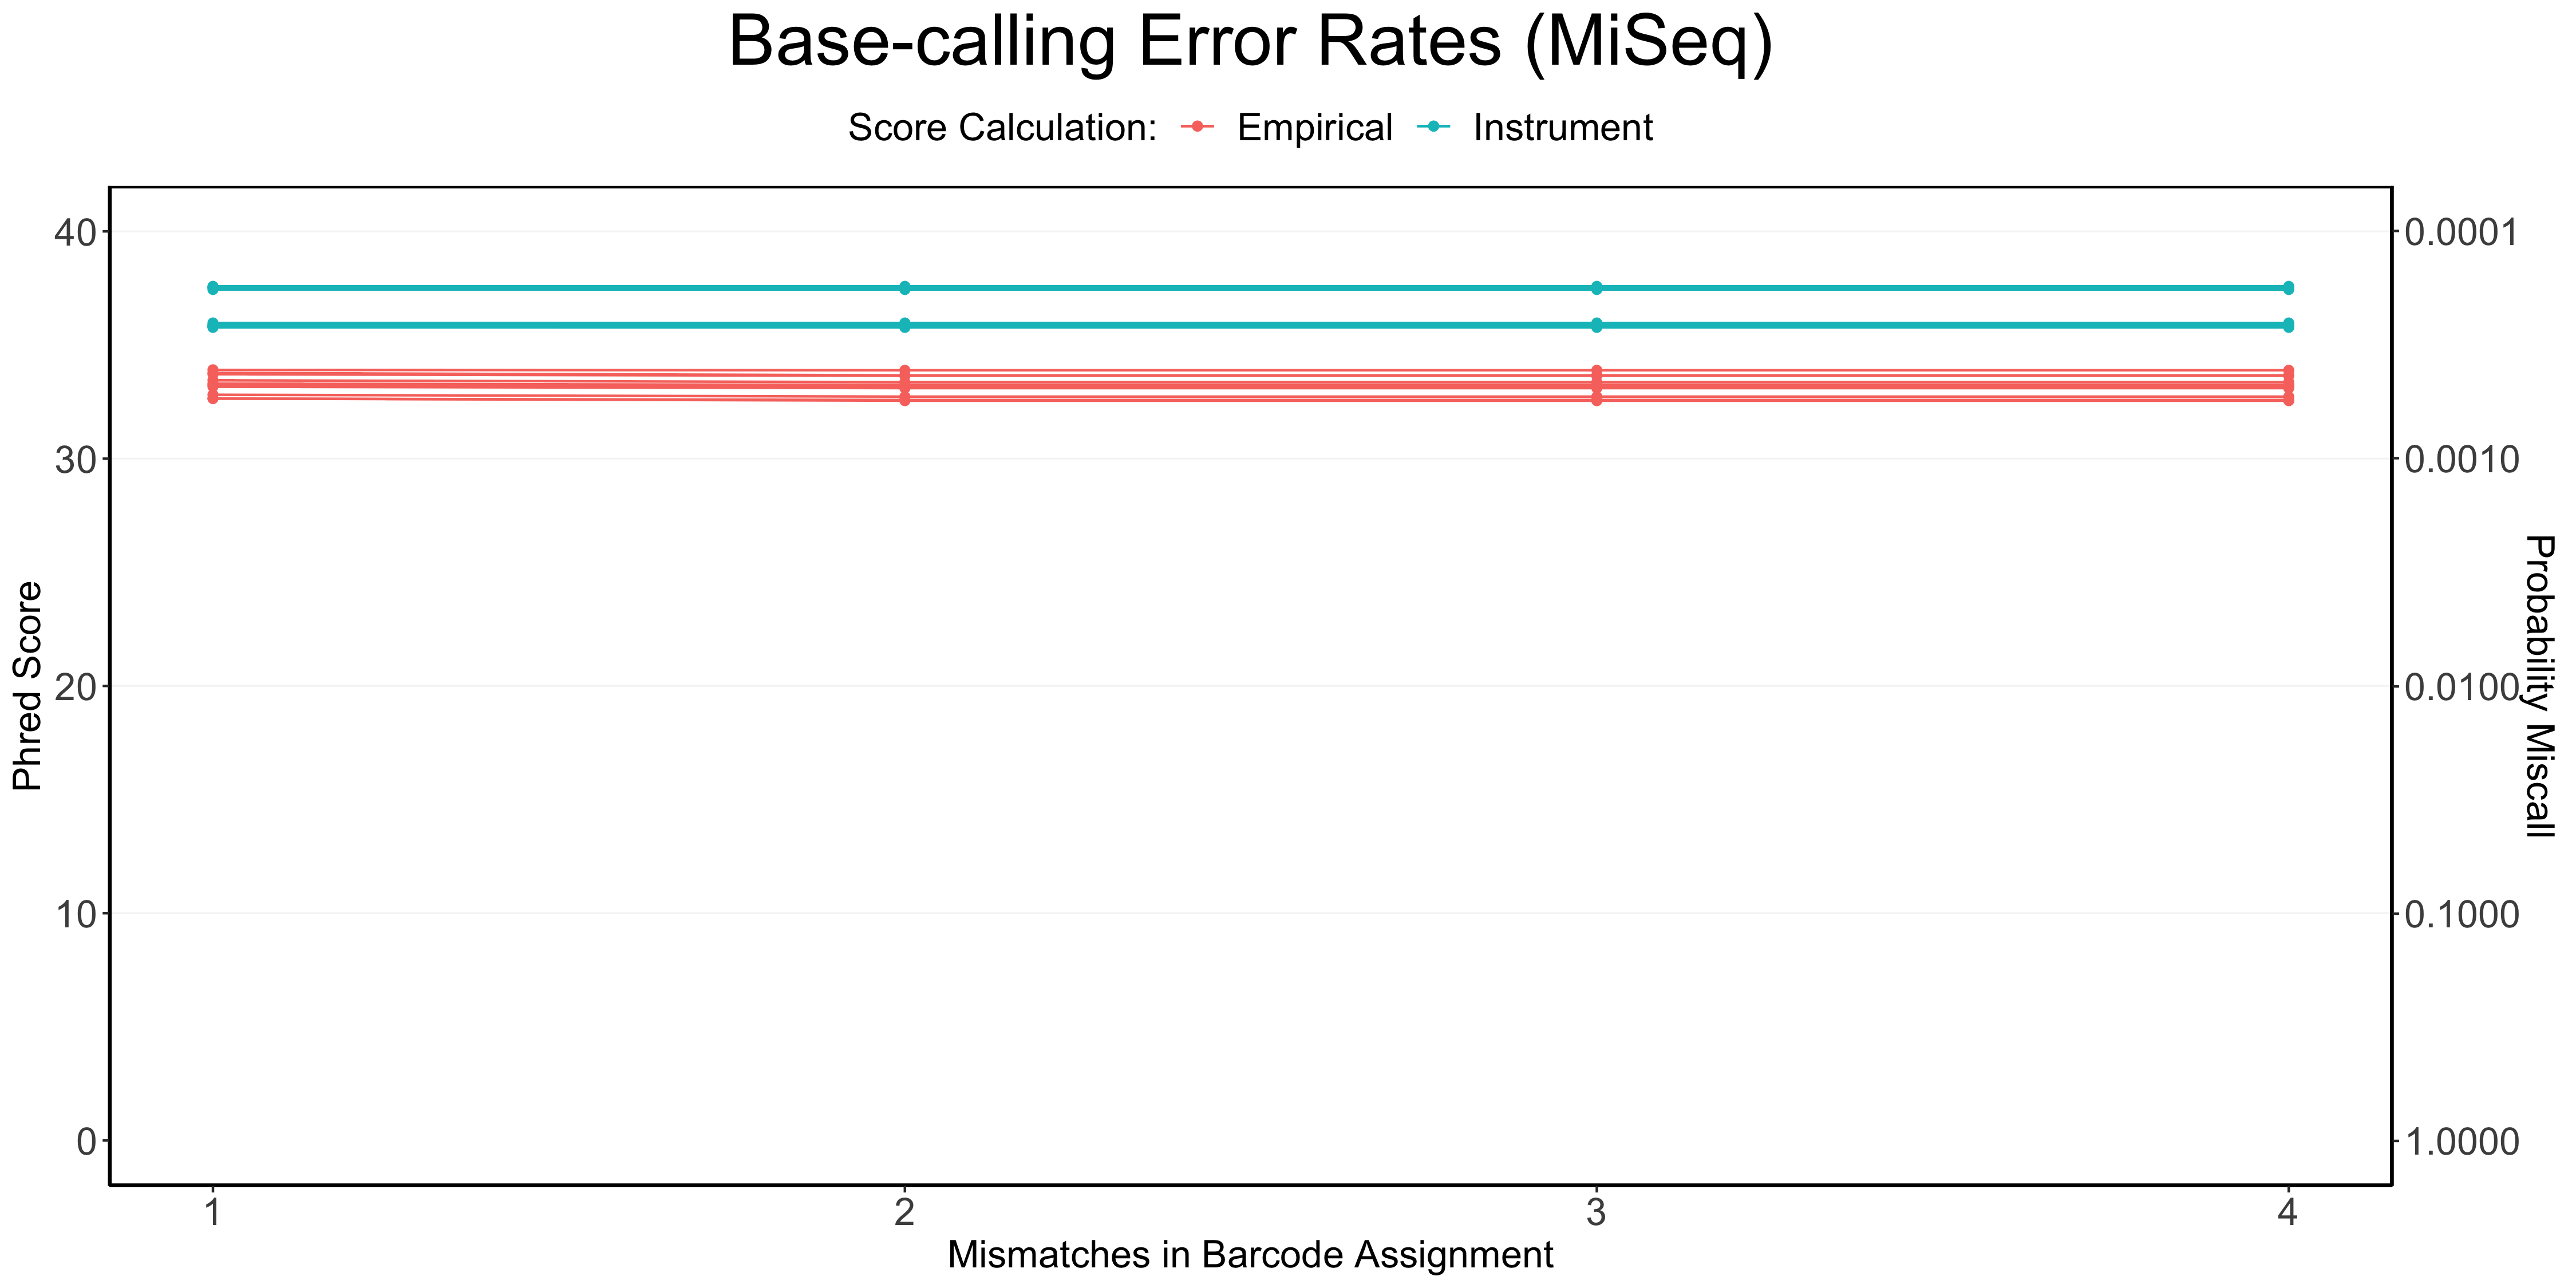 Base-calling Error Rates (MiSeq)
Score Calculation: Empirical Instrument
40
30
20
10
0
Phred Score
0.0001
0.0010
0.0100
0.1000
1.0000
Probability Miscall
1 2 3 4
Mismatches in Barcode Assignment